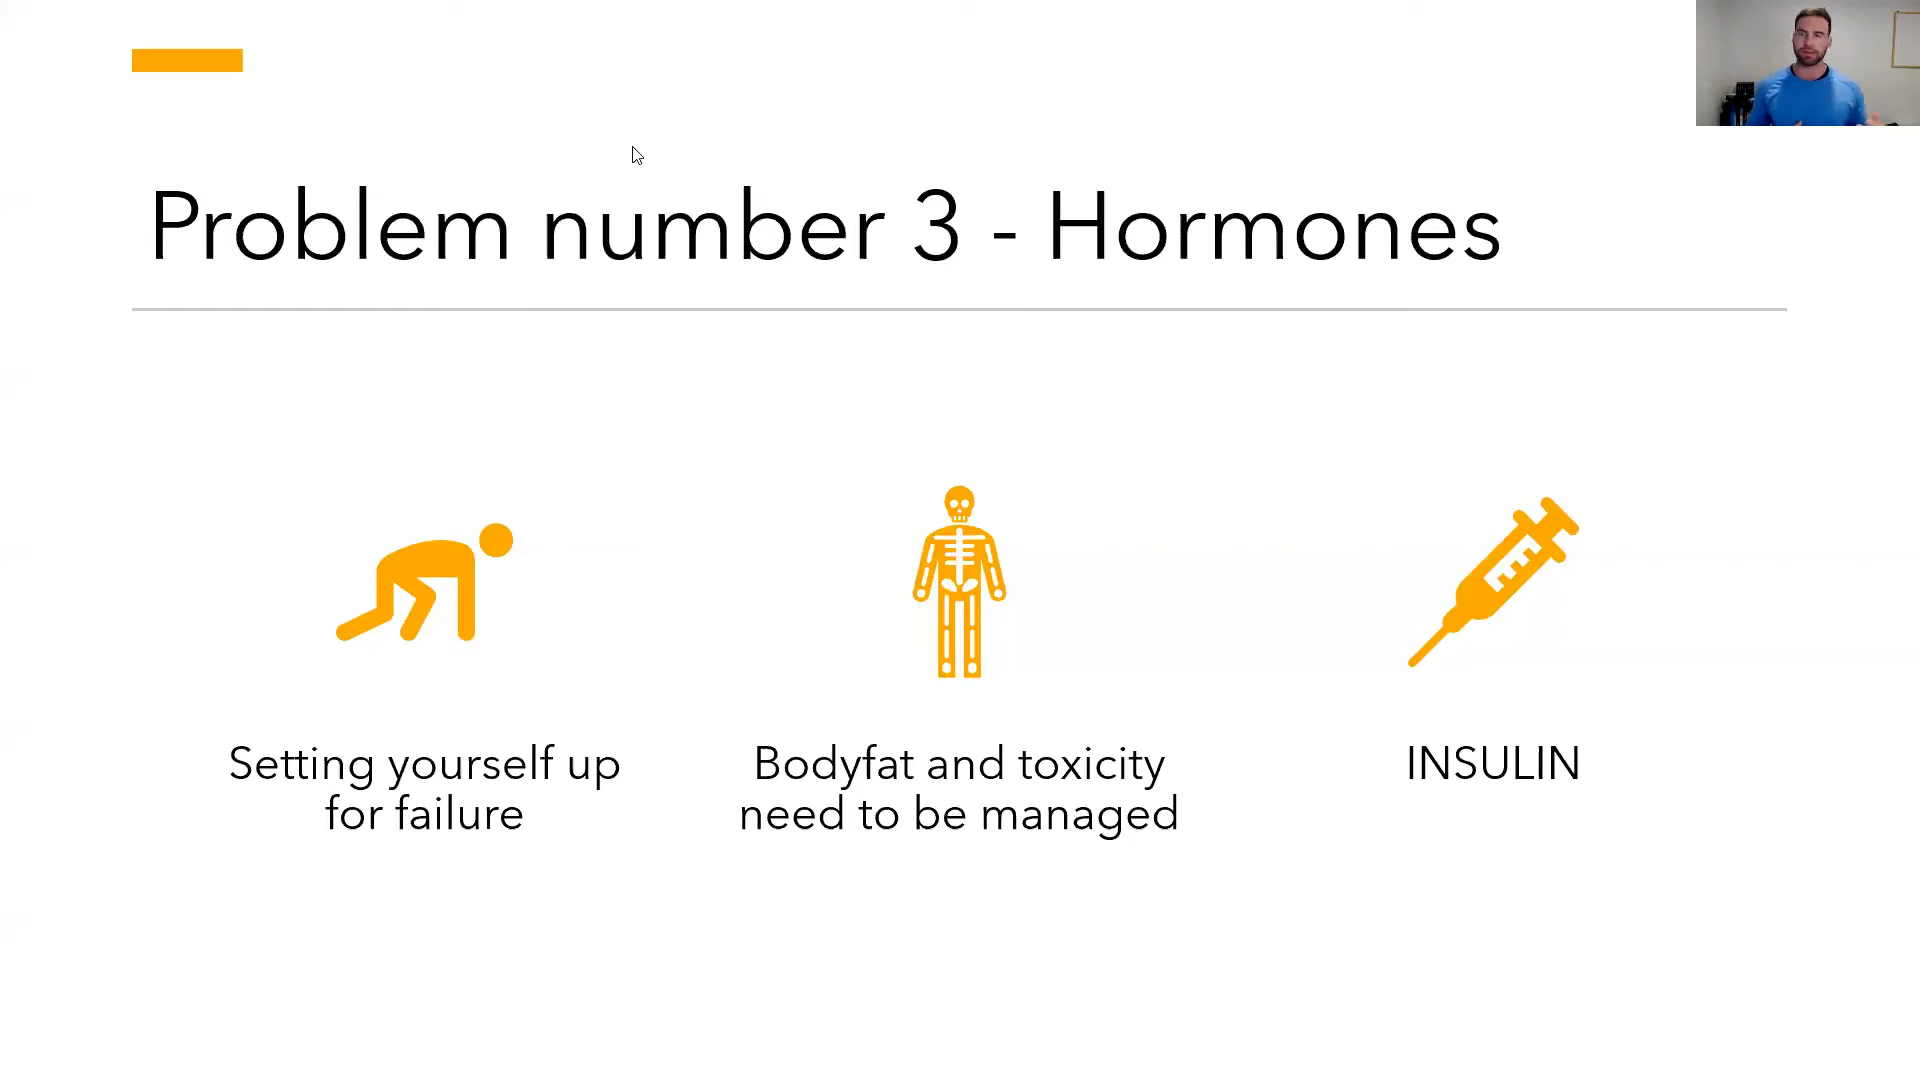 Problem number 3 - Hormones
Setting yourself up
for failure
Bodyfat and toxicity
need to be managed
INSULIN